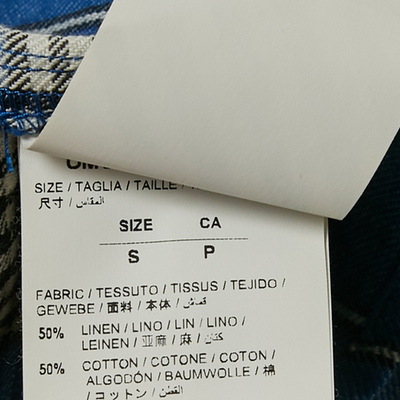 SIZE / TAGLIA / TAILLE /
尺寸 / المقاس /
SIZE CA
S P
FABRIC / TESSUTO / TISSUS / TEJIDO /
GEWEBE / 面料 / 本体 / قماش /
50% LINEN / LINO / LIN / LINO /
LEINEN / 亚麻 / 麻 / كتان /
50% COTTON / COTONE / COTON /
ALGODÓN / BAUMWOLLE / 棉
/ コットン / القطن /